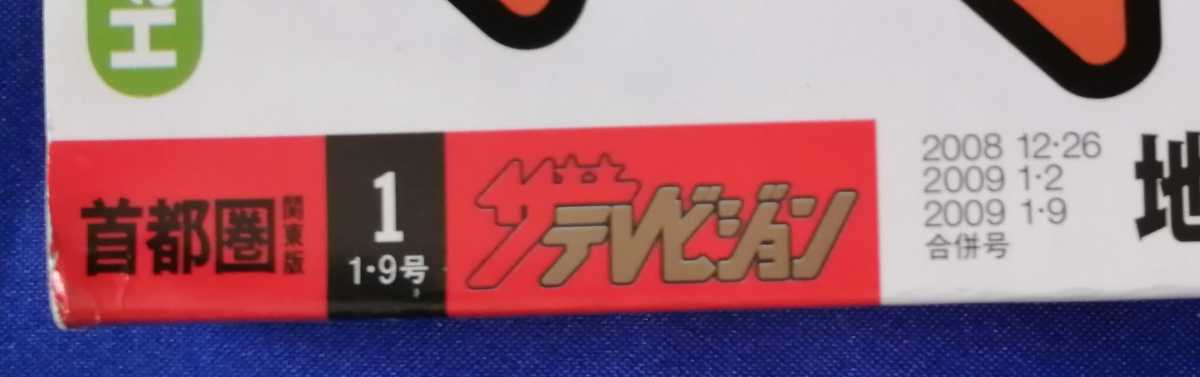 Ha
首都圏
関東版
1
1・9号
ザテレビジョン
2008 12・26
2009 1・2
2009 1・9
合併号
地